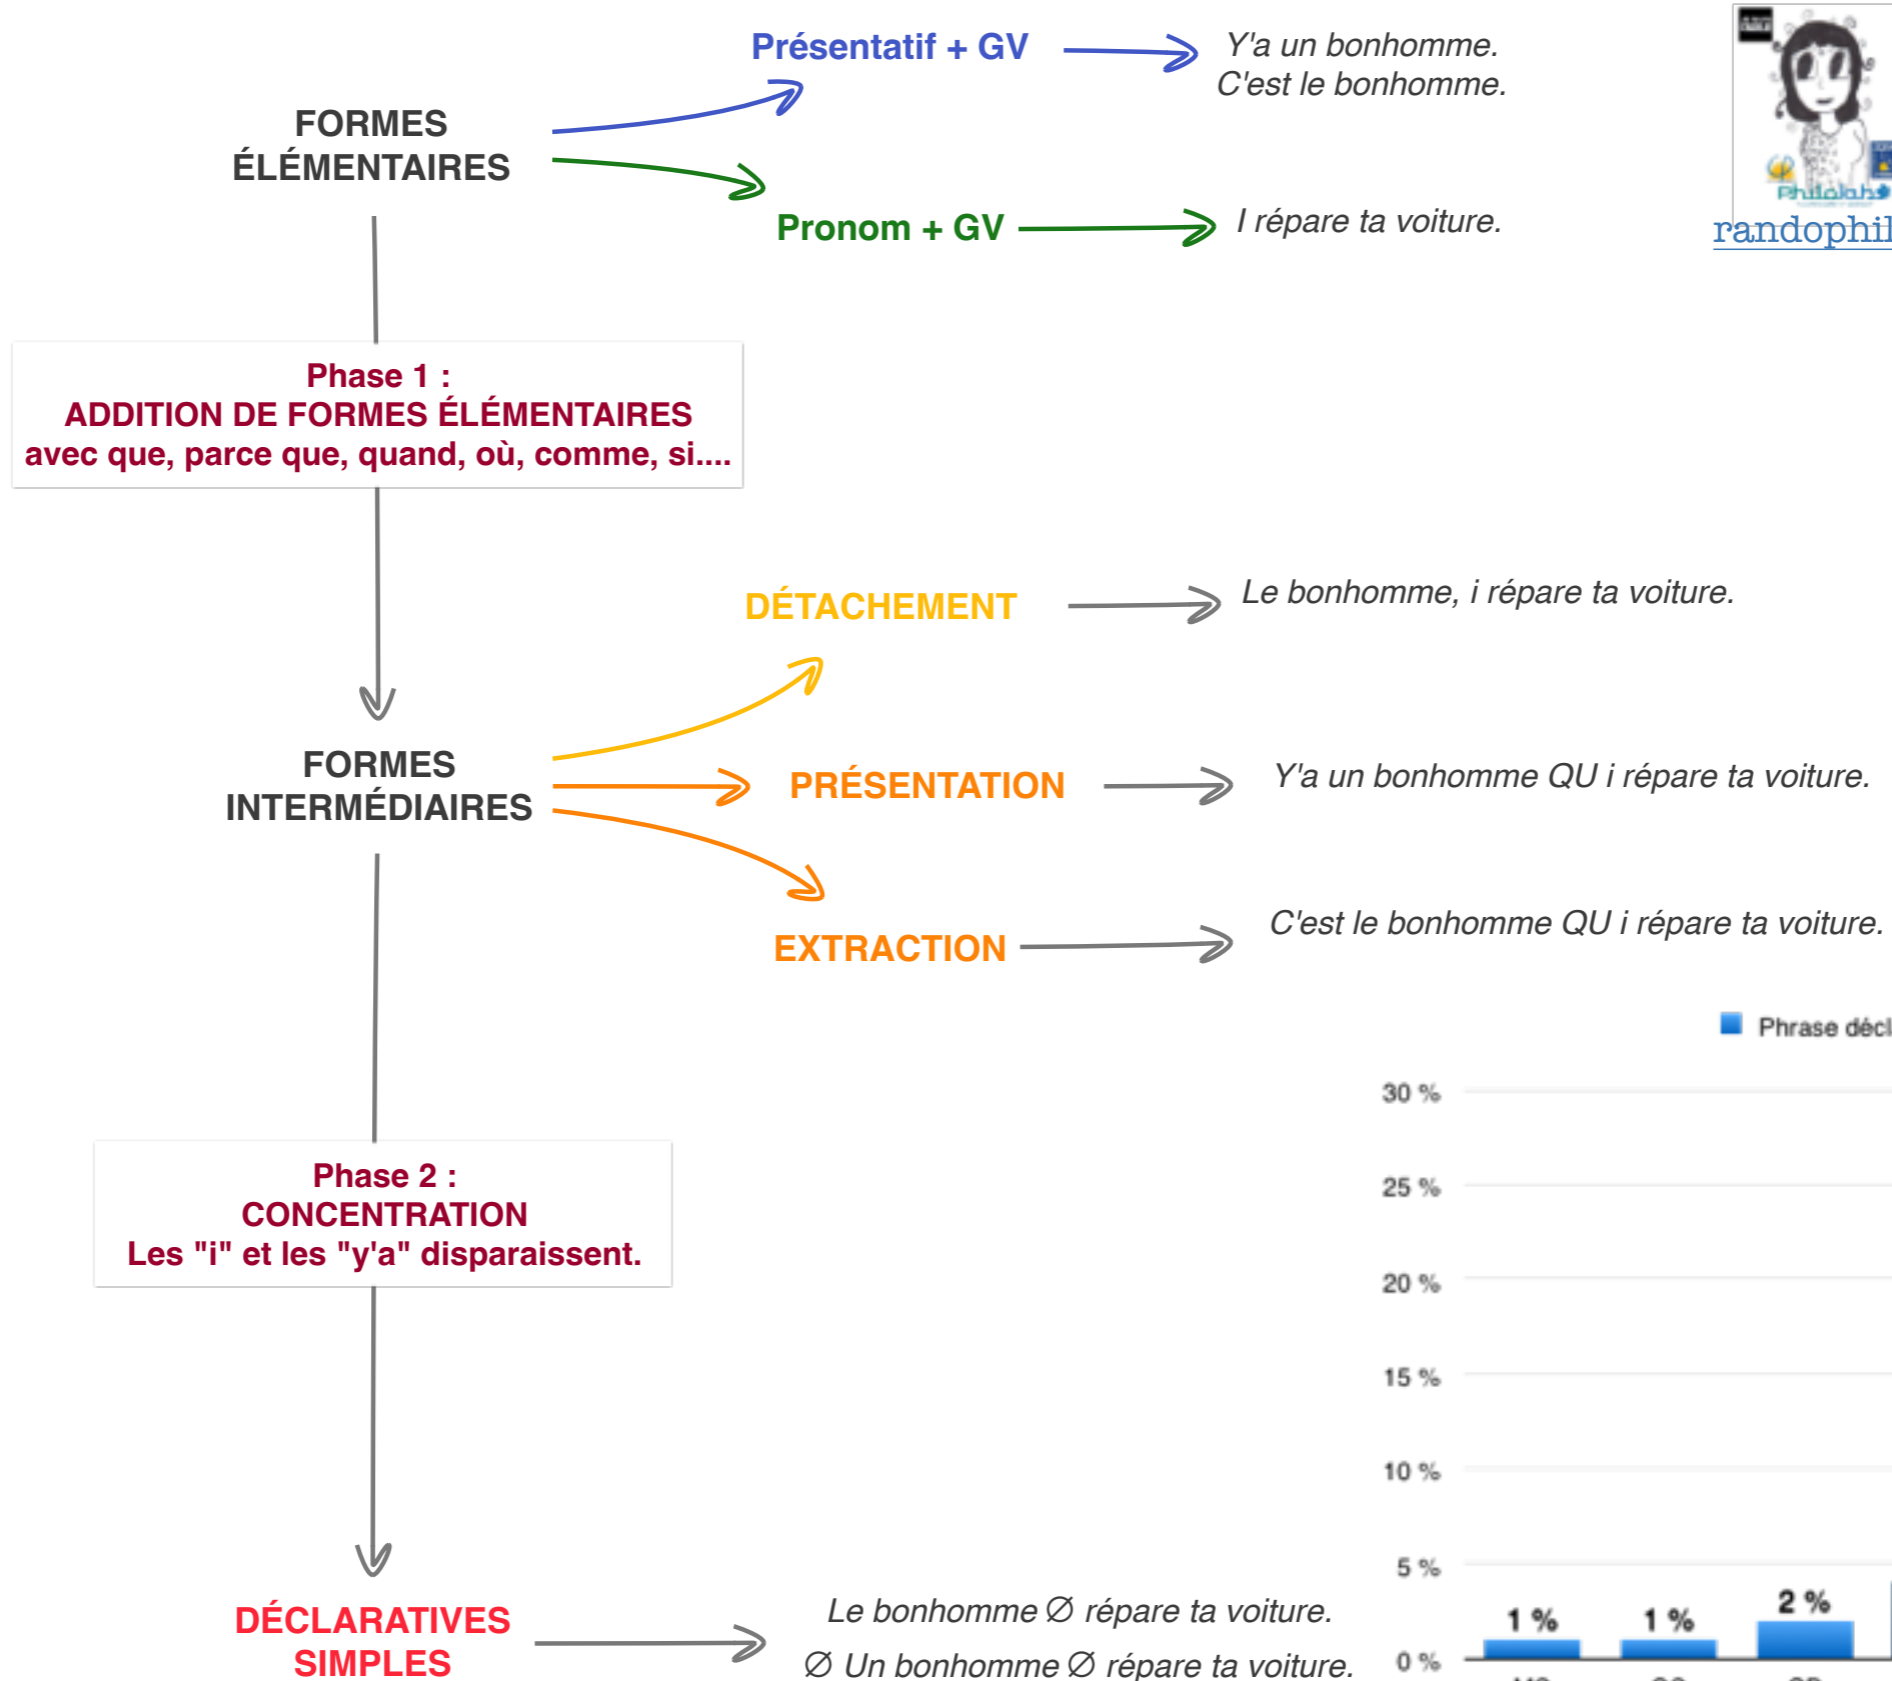 Présentatif + GV
Y'a un bonhomme.
C'est le bonhomme.
FORMES
ÉLÉMENTAIRES
Pronom + GV
I répare ta voiture.
Philolab
randophil
Phase 1 :
ADDITION DE FORMES ÉLÉMENTAIRES
avec que, parce que, quand, où, comme, si....
DÉTACHEMENT
Le bonhomme, i répare ta voiture.
FORMES
INTERMÉDIAIRES
PRÉSENTATION
Y'a un bonhomme QU i répare ta voiture.
EXTRACTION
C'est le bonhomme QU i répare ta voiture.
Phrase décl
30 %
25 %
20 %
15 %
10 %
5 %
0 %
1 %
1 %
2 %
Phase 2 :
CONCENTRATION
Les "i" et les "y'a" disparaissent.
DÉCLARATIVES
SIMPLES
Le bonhomme ∅ répare ta voiture.
∅ Un bonhomme ∅ répare ta voiture.